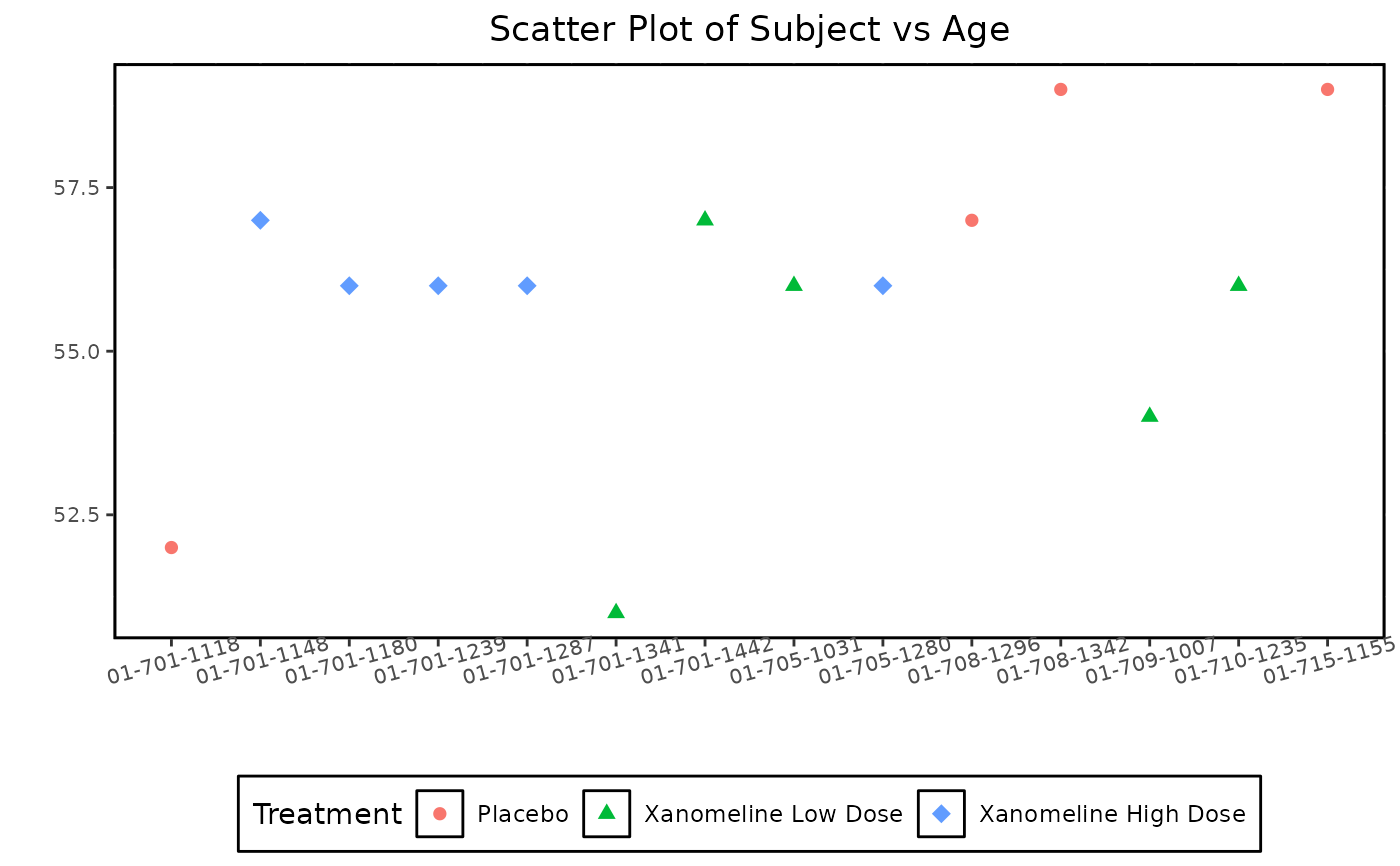 Scatter Plot of Subject vs Age
57.5
55.0
52.5
01-701-1118 01-701-1148 01-701-1180 01-701-1239 01-701-1287 01-701-1341 01-701-1442 01-705-1031 01-705-1280 01-708-1296 01-708-1342 01-709-1007 01-710-1235 01-715-1155
Treatment Placebo Xanomeline Low Dose Xanomeline High Dose